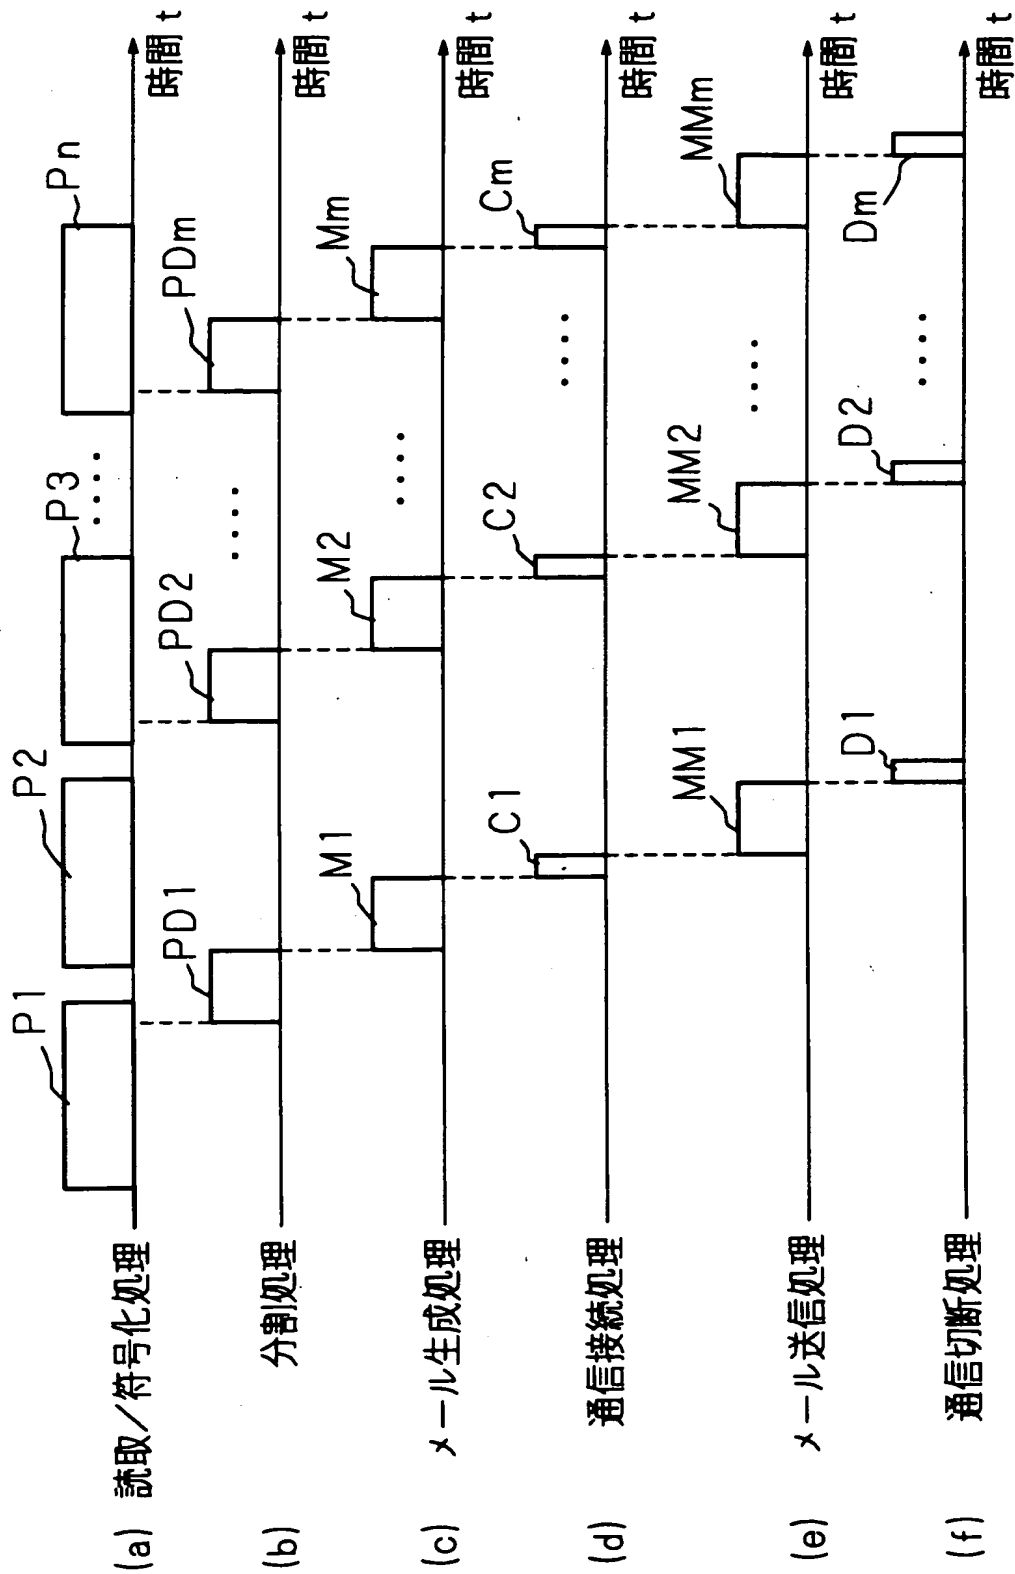 (a) 読取/符号化処理
P1
P2
P3
Pn
時間 t
(b) 分割処理
PD1
PD2
PDm
時間 t
(c) メール生成処理
M1
M2
Mm
時間 t
(d) 通信接続処理
C1
C2
Cm
時間 t
(e) メール送信処理
MM1
MM2
MMm
時間 t
(f) 通信切断処理
D1
D2
Dm
時間 t